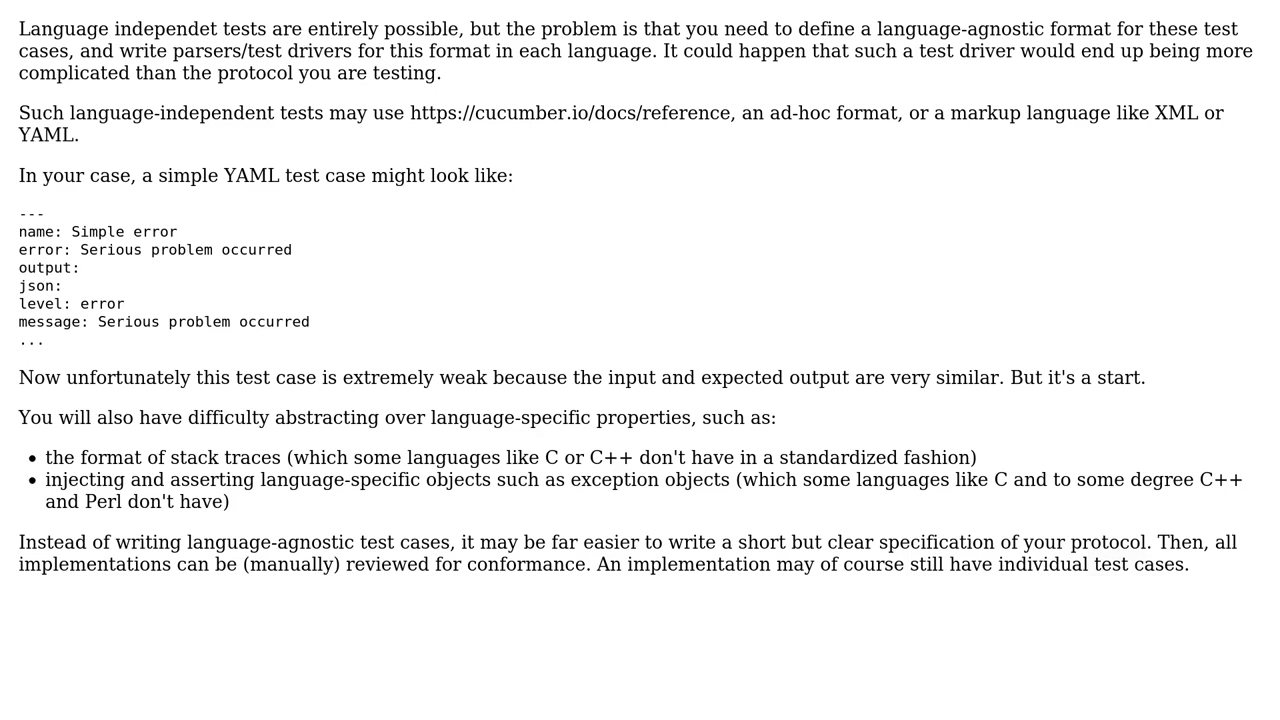 Language independet tests are entirely possible, but the problem is that you need to define a language-agnostic format for these test
cases, and write parsers/test drivers for this format in each language. It could happen that such a test driver would end up being more
complicated than the protocol you are testing.
Such language-independent tests may use https://cucumber.io/docs/reference, an ad-hoc format, or a markup language like XML or
YAML.
In your case, a simple YAML test case might look like:
---
name: Simple error
error: Serious problem occurred
output:
json:
level: error
message: Serious problem occurred
...
Now unfortunately this test case is extremely weak because the input and expected output are very similar. But it's a start.
You will also have difficulty abstracting over language-specific properties, such as:
• the format of stack traces (which some languages like C or C++ don't have in a standardized fashion)
• injecting and asserting language-specific objects such as exception objects (which some languages like C and to some degree C++
and Perl don't have)
Instead of writing language-agnostic test cases, it may be far easier to write a short but clear specification of your protocol. Then, all
implementations can be (manually) reviewed for conformance. An implementation may of course still have individual test cases.